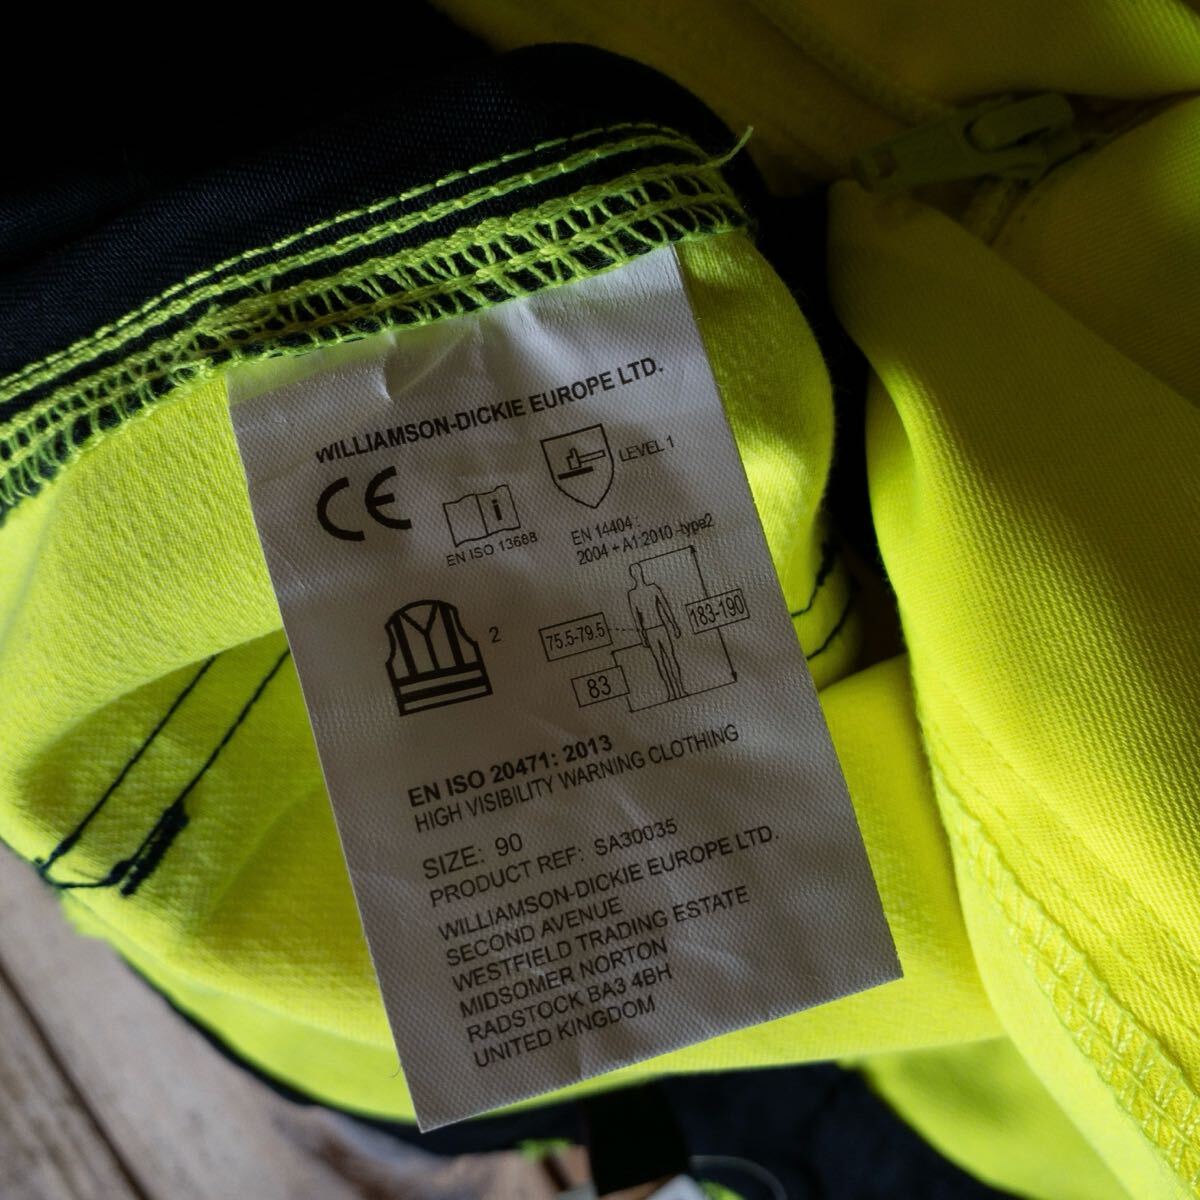 WILLIAMSON-DICKIE EUROPE LTD.
CE
i
EN ISO 13688
LEVEL 1
EN 14404 :
2004 + A1:2010 -type2
2
75.5-79.5
183-190
83
EN ISO 20471: 2013
HIGH VISIBILITY WARNING CLOTHING
SIZE: 90
PRODUCT REF: SA30035
WILLIAMSON-DICKIE EUROPE LTD.
SECOND AVENUE
WESTFIELD TRADING ESTATE
MIDSOMER NORTON
RADSTOCK BA3 4BH
UNITED KINGDOM